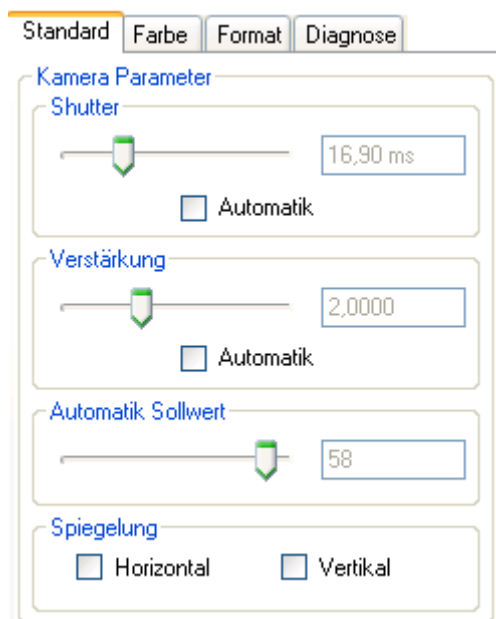 Standard Farbe Format Diagnose
Kamera Parameter
Shutter
16,90 ms
Automatik
Verstärkung
2,0000
Automatik
Automatik Sollwert
58
Spiegelung
Horizontal Vertikal